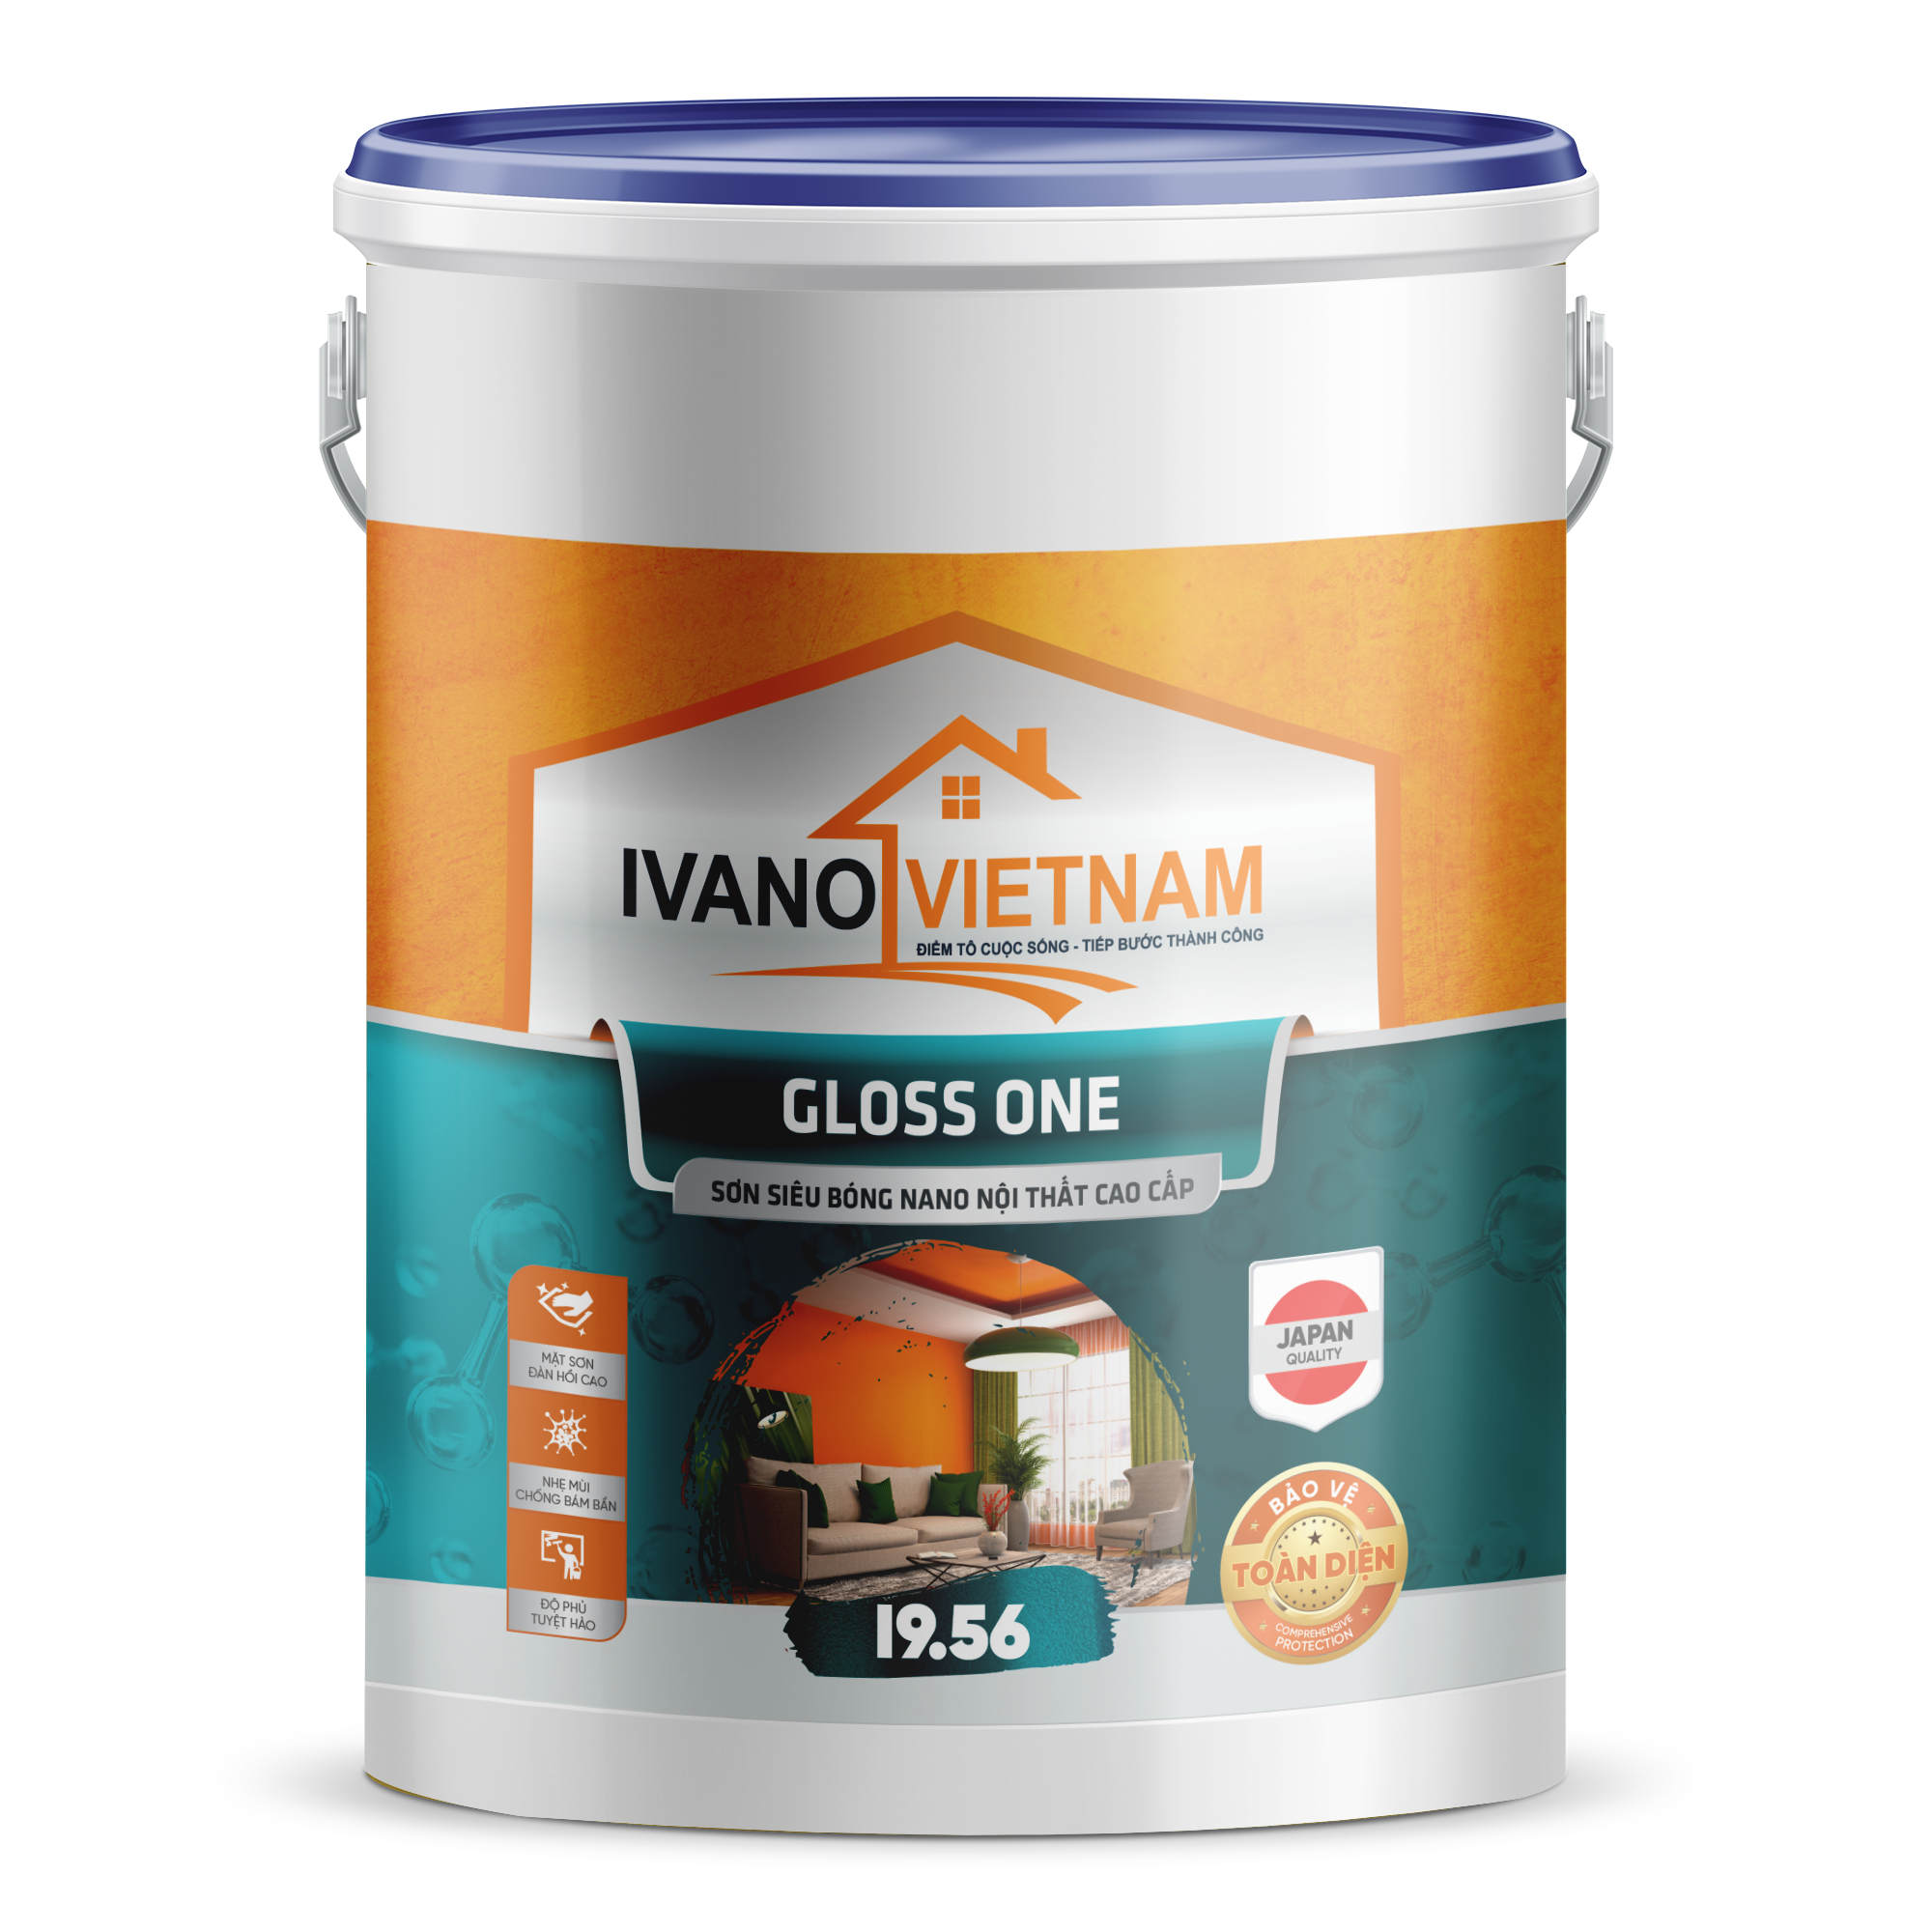 IVANO VIETNAM
ĐIỂM TÔ CUỘC SỐNG - TIẾP BƯỚC THÀNH CÔNG
GLOSS ONE
SƠN SIÊU BÓNG NANO NỘI THẤT CAO CẤP
MẶT SƠN
ĐÀN HỒI CAO
NHẸ MÙI
CHỐNG BÁM BẨN
ĐỘ PHỦ
TUYỆT HẢO
JAPAN
QUALITY
BẢO VỆ
TOÀN DIỆN
COMPREHENSIVE
PROTECTION
I9.56